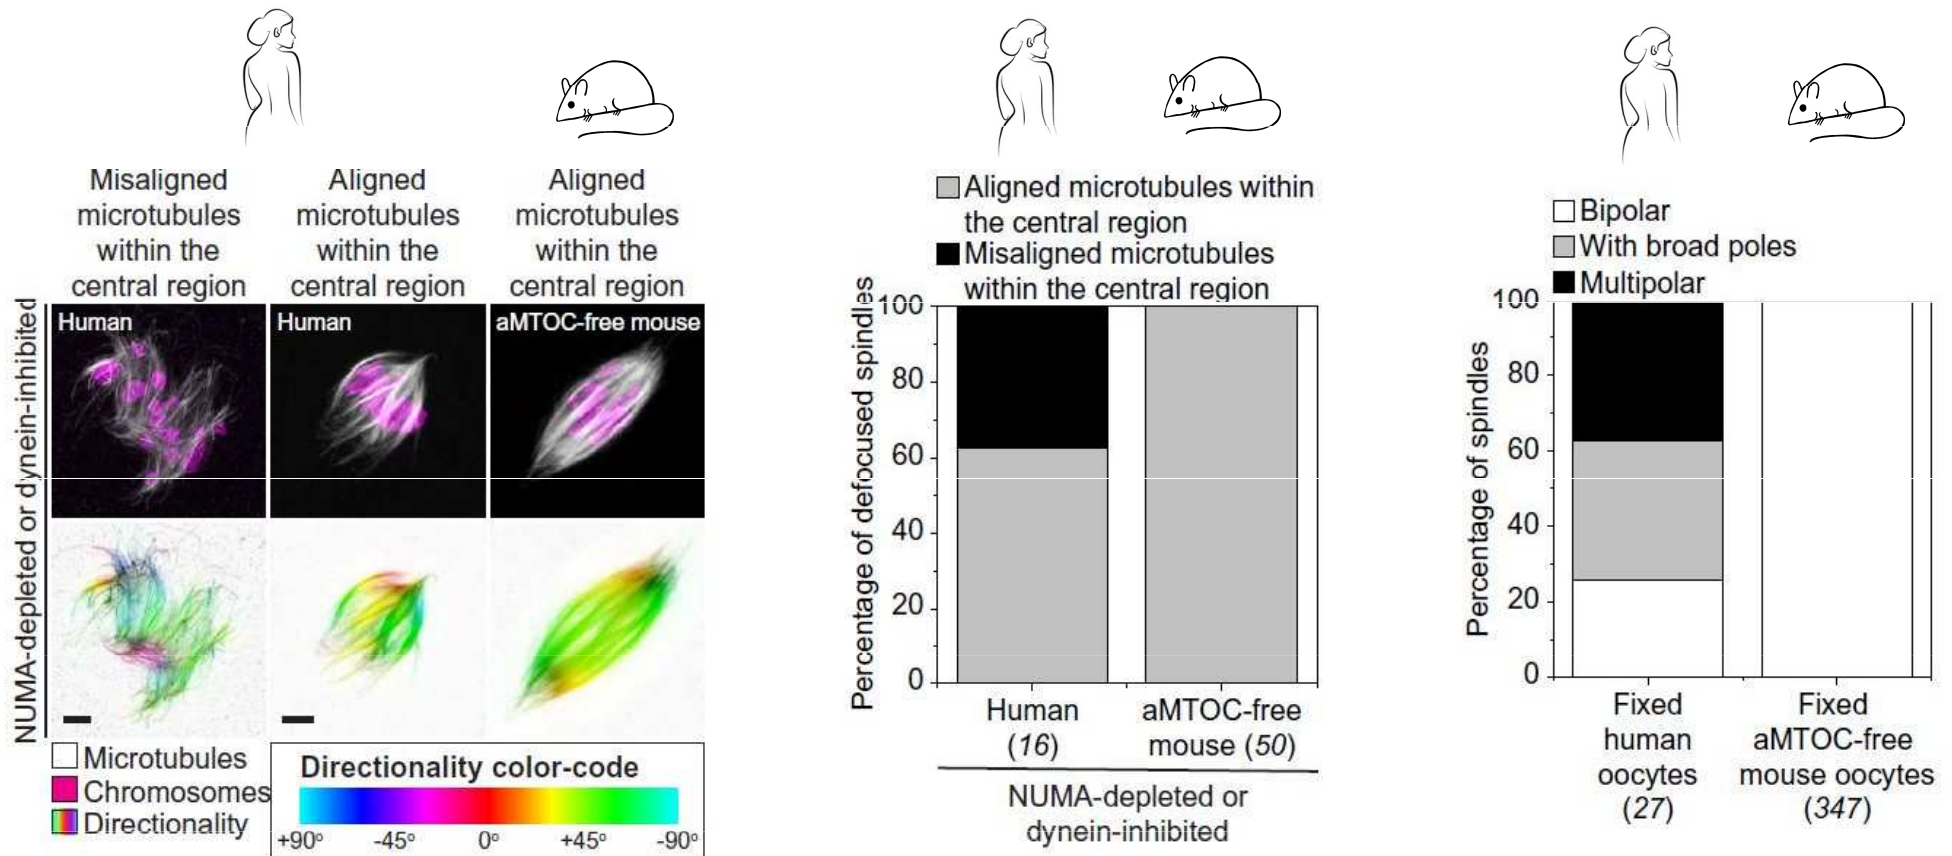 Misaligned
microtubules
within the
central region
Aligned
microtubules
within the
central region
Aligned
microtubules
within the
central region
NUMA-depleted or dynein-inhibited
Human
Human
aMTOC-free mouse
Microtubules
Chromosomes
Directionality
Directionality color-code
+90° -45° 0° +45° -90°
Aligned microtubules within
the central region
Misaligned microtubules
within the central region
Percentage of defocused spindles
100
80
60
40
20
0
Human
(16)
aMTOC-free
mouse (50)
NUMA-depleted or
dynein-inhibited
Bipolar
With broad poles
Multipolar
Percentage of spindles
100
80
60
40
20
0
Fixed
human
oocytes
(27)
Fixed
aMTOC-free
mouse oocytes
(347)